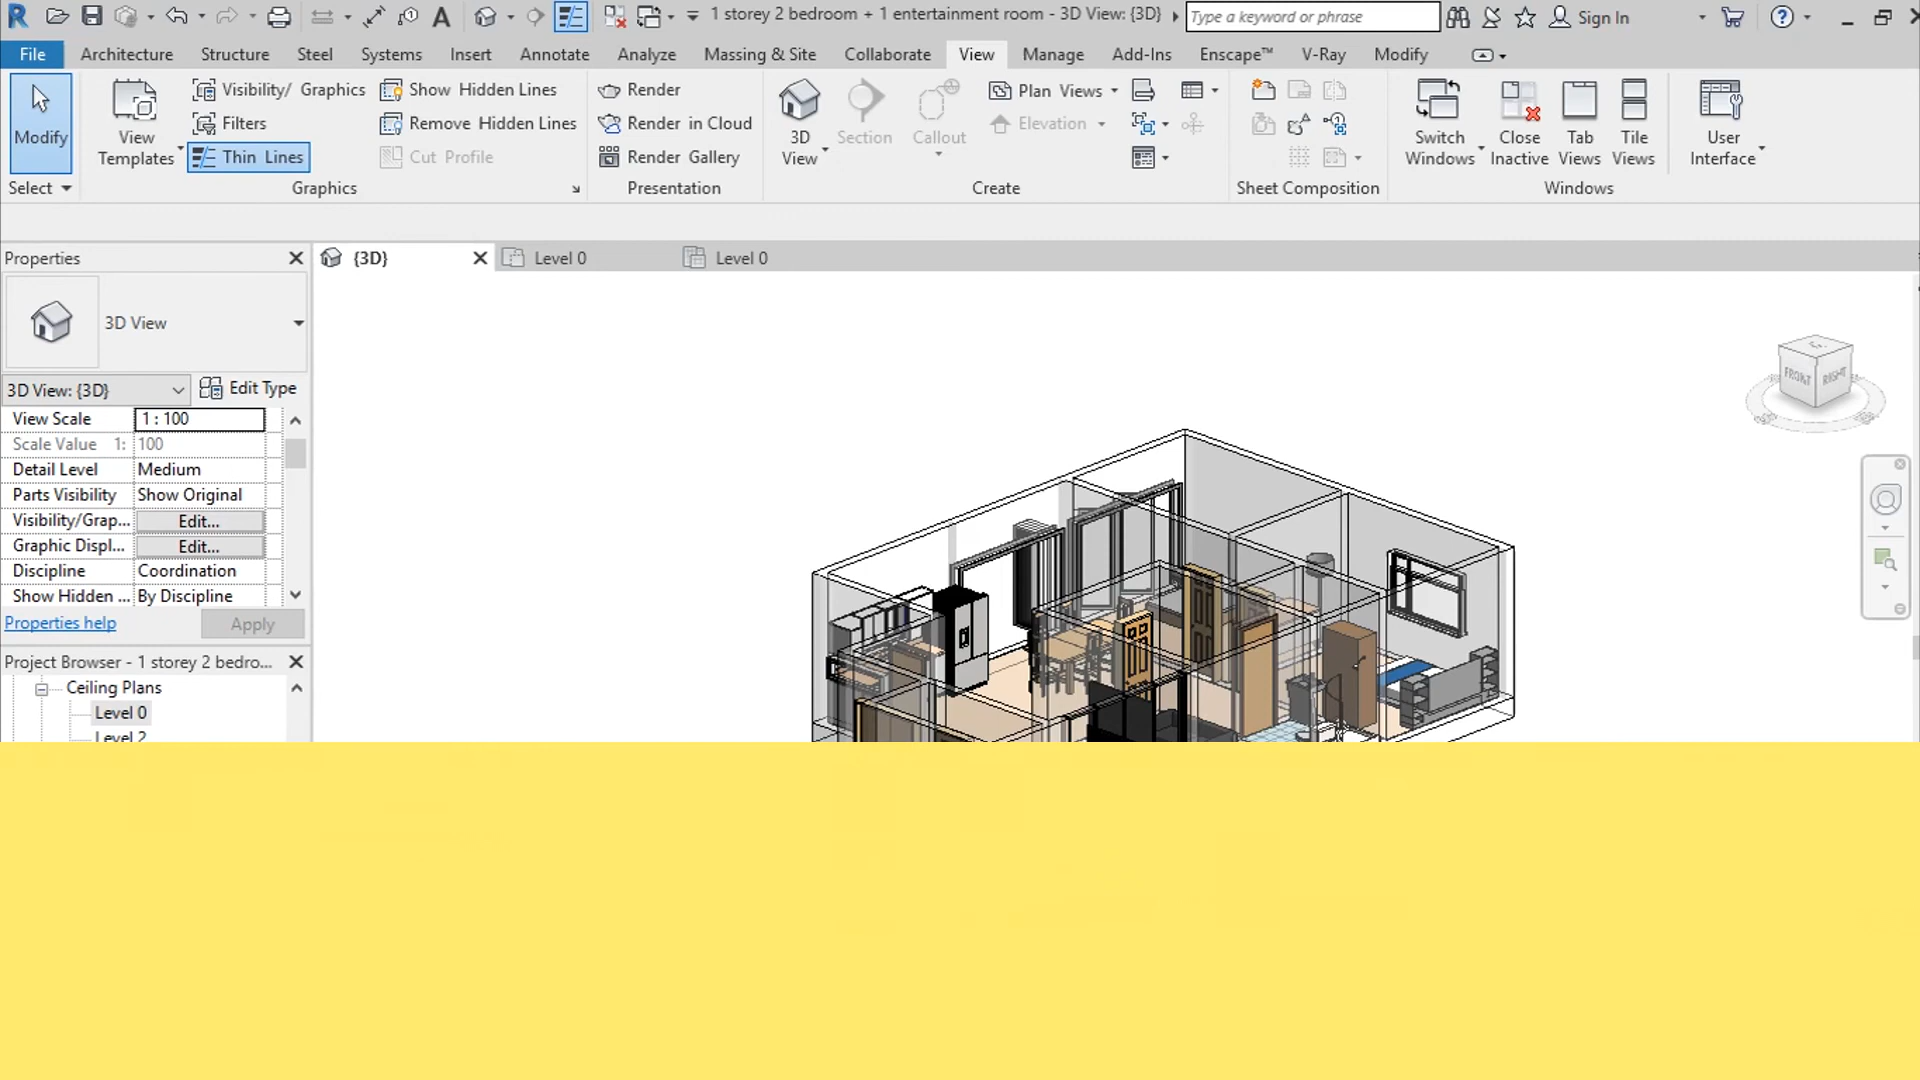 1 storey 2 bedroom + 1 entertainment room - 3D View: {3D}
Type a keyword or phrase
Sign In
File Architecture Structure Steel Systems Insert Annotate Analyze Massing & Site Collaborate View Manage Add-Ins Enscape™ V-Ray Modify
Modify
Select
View Templates
Visibility/ Graphics
Filters
Thin Lines
Show Hidden Lines
Remove Hidden Lines
Cut Profile
Graphics
Render
Render in Cloud
Render Gallery
Presentation
3D View
Section
Callout
Plan Views
Elevation
Create
Sheet Composition
Switch Windows
Close Inactive
Tab Views
Tile Views
Windows
User Interface
Properties
{3D}
Level 0
Level 0
3D View
3D View: {3D}
Edit Type
View Scale 1 : 100
Scale Value 1: 100
Detail Level Medium
Parts Visibility Show Original
Visibility/Grap... Edit...
Graphic Displ... Edit...
Discipline Coordination
Show Hidden ... By Discipline
Properties help
Apply
Project Browser - 1 storey 2 bedro...
Ceiling Plans
Level 0
Level 2
FRONT
RIGHT